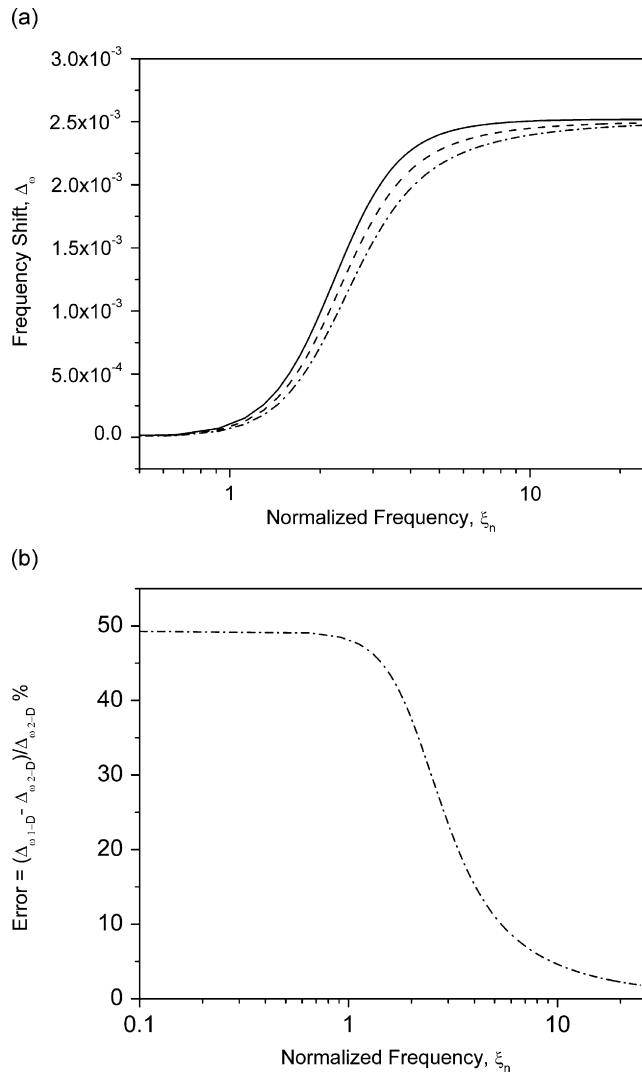 (a)
3.0x10⁻³
2.5x10⁻³
2.0x10⁻³
1.5x10⁻³
1.0x10⁻³
5.0x10⁻⁴
0.0
Frequency Shift, Δω
1 10
Normalized Frequency, ξn
(b)
50
40
30
20
10
0
Error = (Δω 1−D - Δω 2−D)/Δω 2−D %
0.1 1 10
Normalized Frequency, ξn